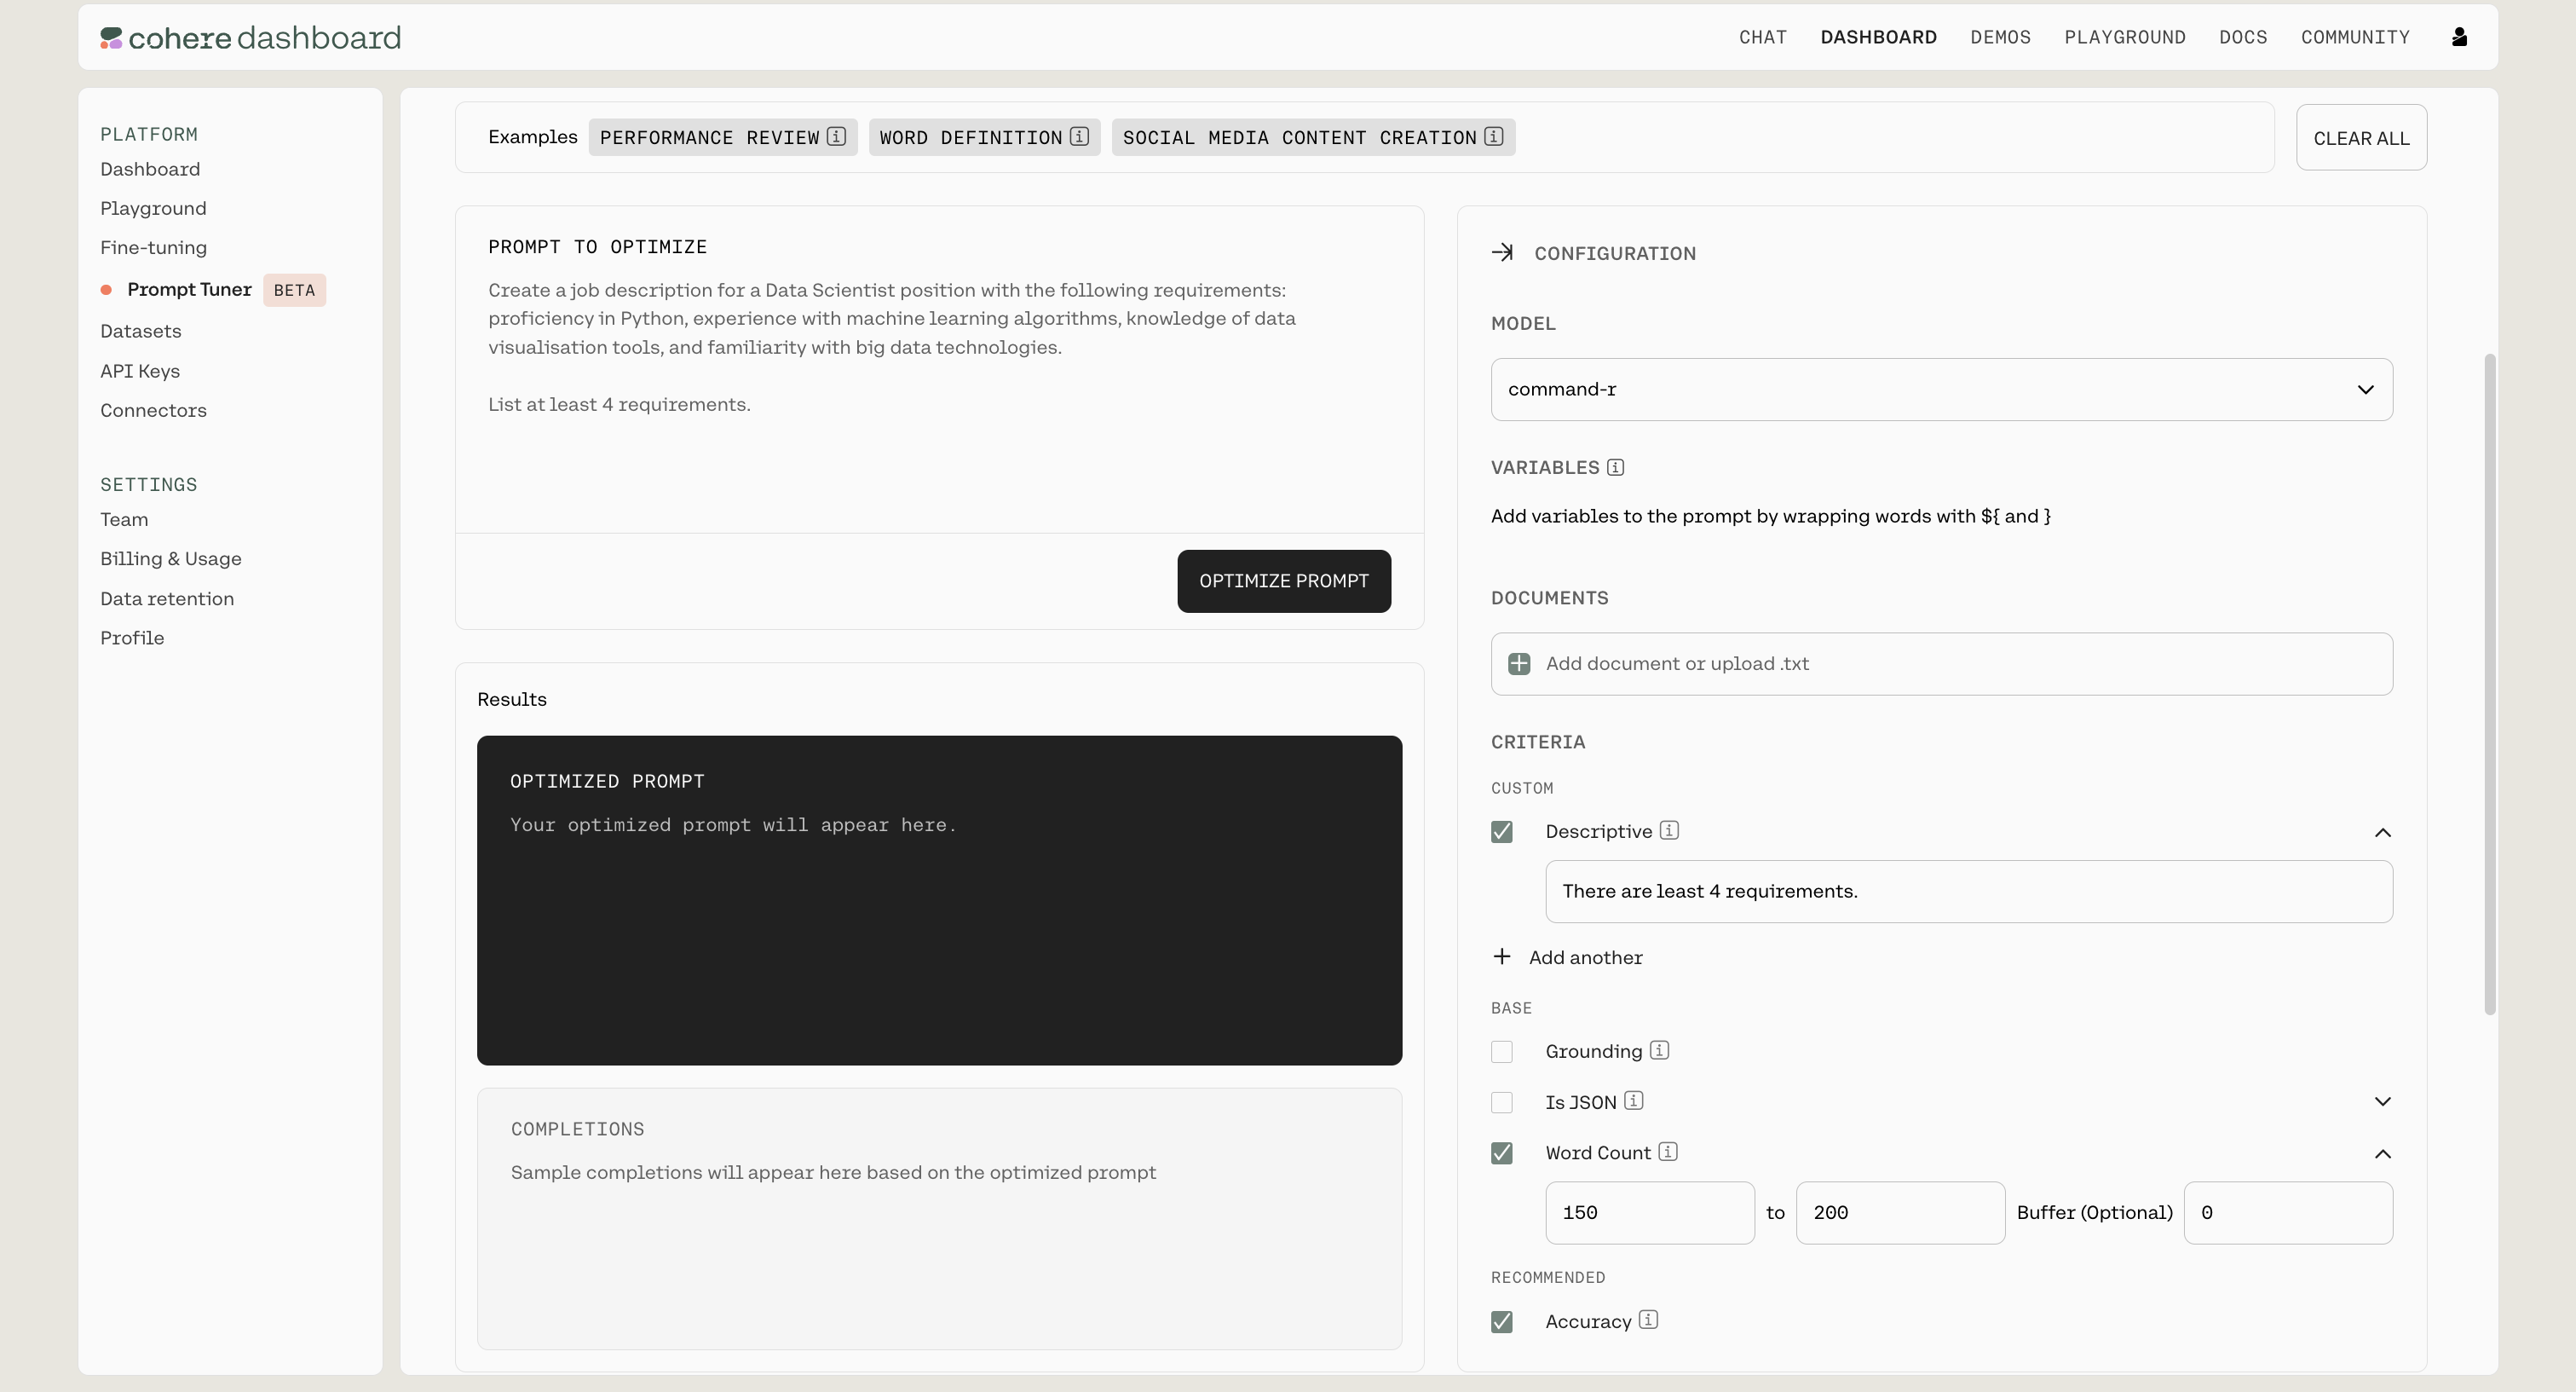 cohere dashboard
CHAT
DASHBOARD
DEMOS
PLAYGROUND
DOCS
COMMUNITY
PLATFORM
Dashboard
Playground
Fine-tuning
Prompt Tuner BETA
Datasets
API Keys
Connectors
SETTINGS
Team
Billing & Usage
Data retention
Profile
Examples
PERFORMANCE REVIEW
WORD DEFINITION
SOCIAL MEDIA CONTENT CREATION
CLEAR ALL
PROMPT TO OPTIMIZE
Create a job description for a Data Scientist position with the following requirements:
proficiency in Python, experience with machine learning algorithms, knowledge of data
visualisation tools, and familiarity with big data technologies.
List at least 4 requirements.
OPTIMIZE PROMPT
Results
OPTIMIZED PROMPT
Your optimized prompt will appear here.
COMPLETIONS
Sample completions will appear here based on the optimized prompt
CONFIGURATION
MODEL
command-r
VARIABLES
Add variables to the prompt by wrapping words with ${ and }
DOCUMENTS
Add document or upload .txt
CRITERIA
CUSTOM
Descriptive
There are least 4 requirements.
+ Add another
BASE
Grounding
Is JSON
Word Count
150 to 200 Buffer (Optional) 0
RECOMMENDED
Accuracy